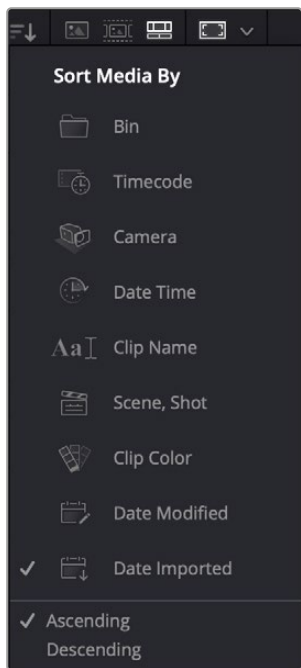 Sort Media By
Bin
Timecode
Camera
Date Time
Aa Clip Name
Scene, Shot
Clip Color
Date Modified
Date Imported
Ascending
Descending